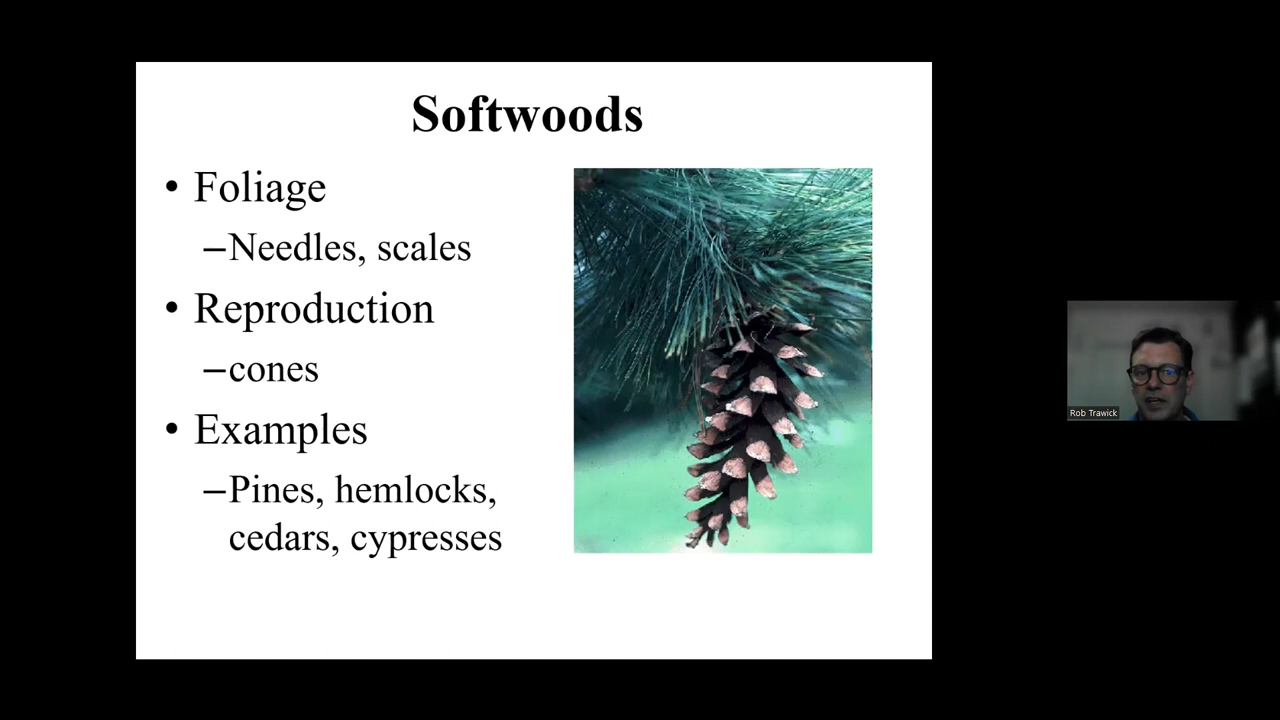 Softwoods
• Foliage
–Needles, scales
• Reproduction
–cones
• Examples
–Pines, hemlocks,
cedars, cypresses
Rob Trawick